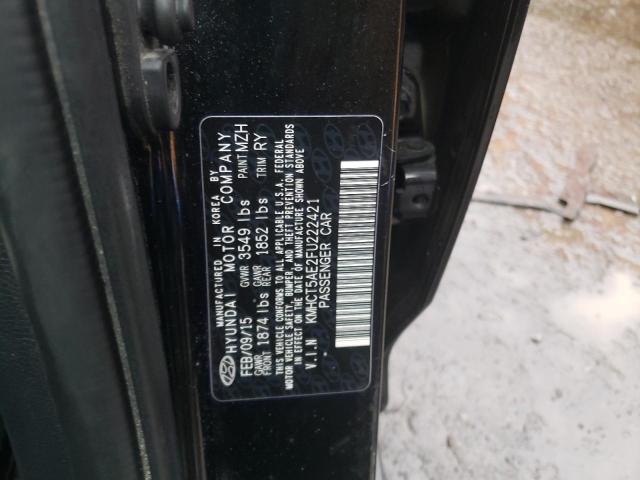 MANUFACTURED IN KOREA BY
HYUNDAI MOTOR COMPANY
FEB/09/15 GVWR 3549 lbs PAINT MZH
GAWR FRONT 1874 lbs GAWR REAR 1852 lbs TRIM RY
THIS VEHICLE CONFORMS TO ALL APPLICABLE U.S.A. FEDERAL
MOTOR VEHICLE SAFETY, BUMPER, AND THEFT PREVENTION STANDARDS
IN EFFECT ON THE DATE OF MANUFACTURE SHOWN ABOVE
V.I.N KMHCT5AE2FU222421
PASSENGER CAR